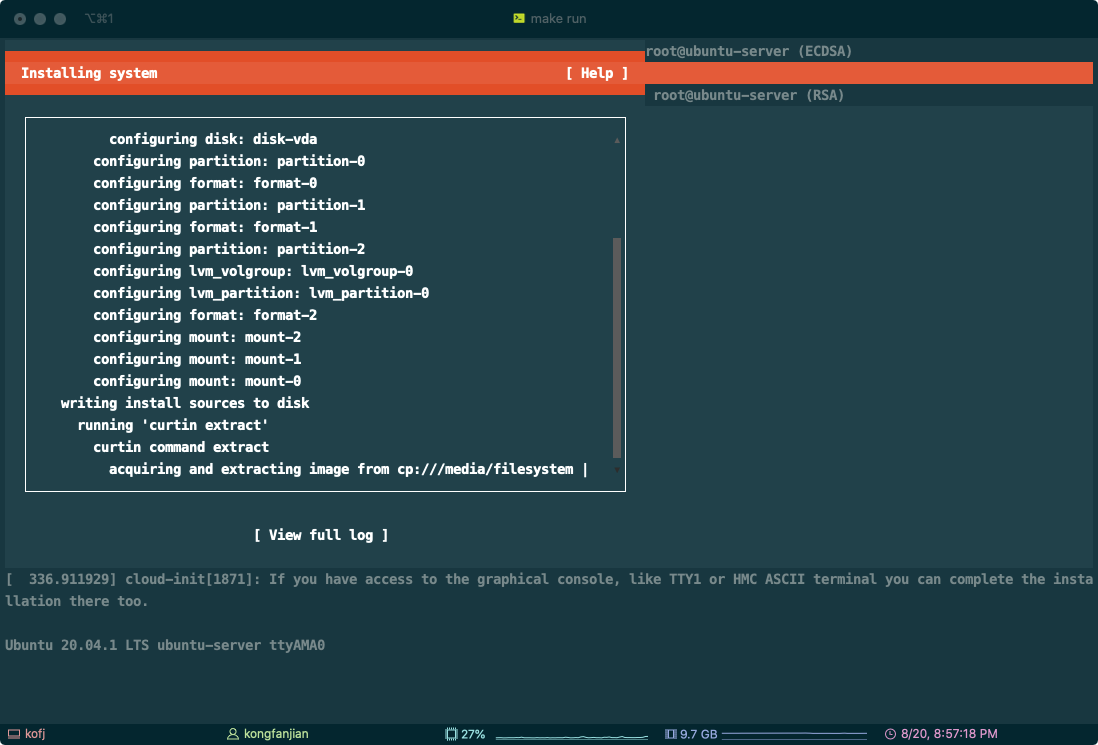 ⌥⌘1 make run
root@ubuntu-server (ECDSA)
Installing system [ Help ]
root@ubuntu-server (RSA)
configuring disk: disk-vda
configuring partition: partition-0
configuring format: format-0
configuring partition: partition-1
configuring format: format-1
configuring partition: partition-2
configuring lvm_volgroup: lvm_volgroup-0
configuring lvm_partition: lvm_partition-0
configuring format: format-2
configuring mount: mount-2
configuring mount: mount-1
configuring mount: mount-0
writing install sources to disk
running 'curtin extract'
curtin command extract
acquiring and extracting image from cp:///media/filesystem |
[ View full log ]
[  336.911929] cloud-init[1871]: If you have access to the graphical console, like TTY1 or HMC ASCII terminal you can complete the insta
llation there too.
Ubuntu 20.04.1 LTS ubuntu-server ttyAMA0
kofj kongfanjian 27% 9.7 GB 8/20, 8:57:18 PM